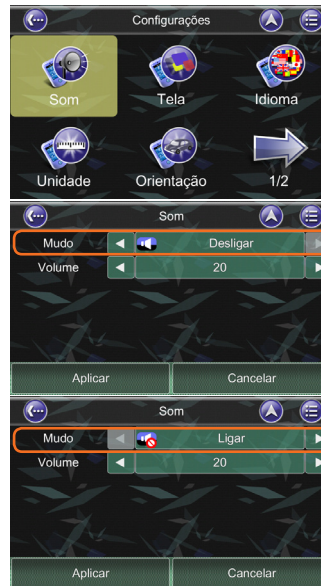 Configurações
Som Tela Idioma
Unidade Orientação 1/2
Som
Mudo Desligar
Volume 20
Aplicar Cancelar
Som
Mudo Ligar
Volume 20
Aplicar Cancelar